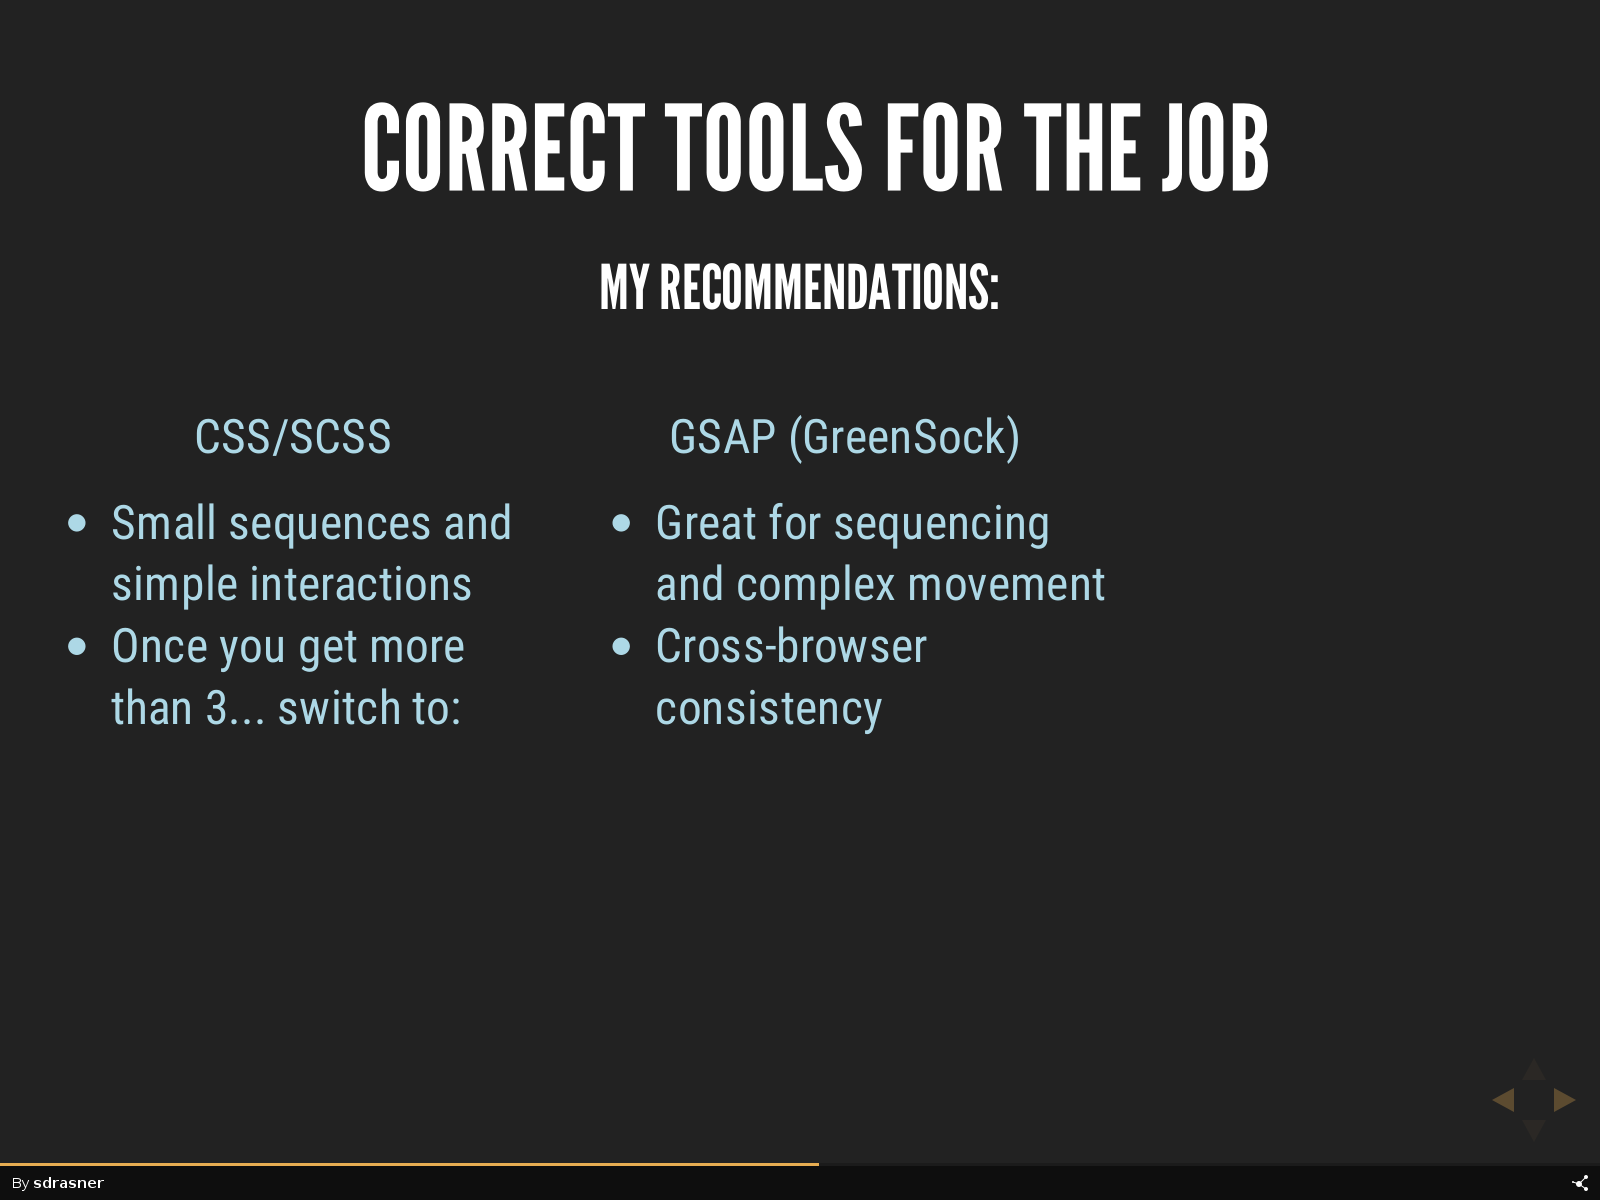 CORRECT TOOLS FOR THE JOB
MY RECOMMENDATIONS:
CSS/SCSS
• Small sequences and
simple interactions
• Once you get more
than 3... switch to:
GSAP (GreenSock)
• Great for sequencing
and complex movement
• Cross-browser
consistency
By sdrasner